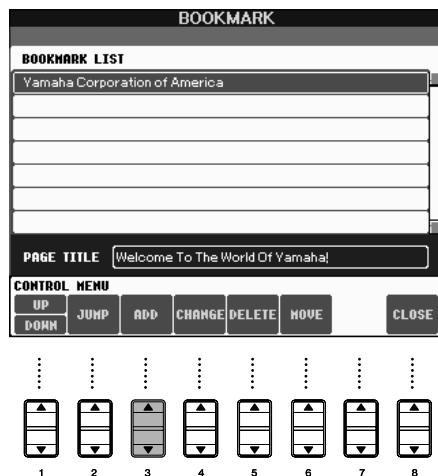 BOOKMARK
BOOKMARK LIST
Yamaha Corporation of America
PAGE TITLE Welcome To The World Of Yamaha!
CONTROL MENU
UP
DOWN
JUMP ADD CHANGE DELETE MOVE CLOSE
1 2 3 4 5 6 7 8